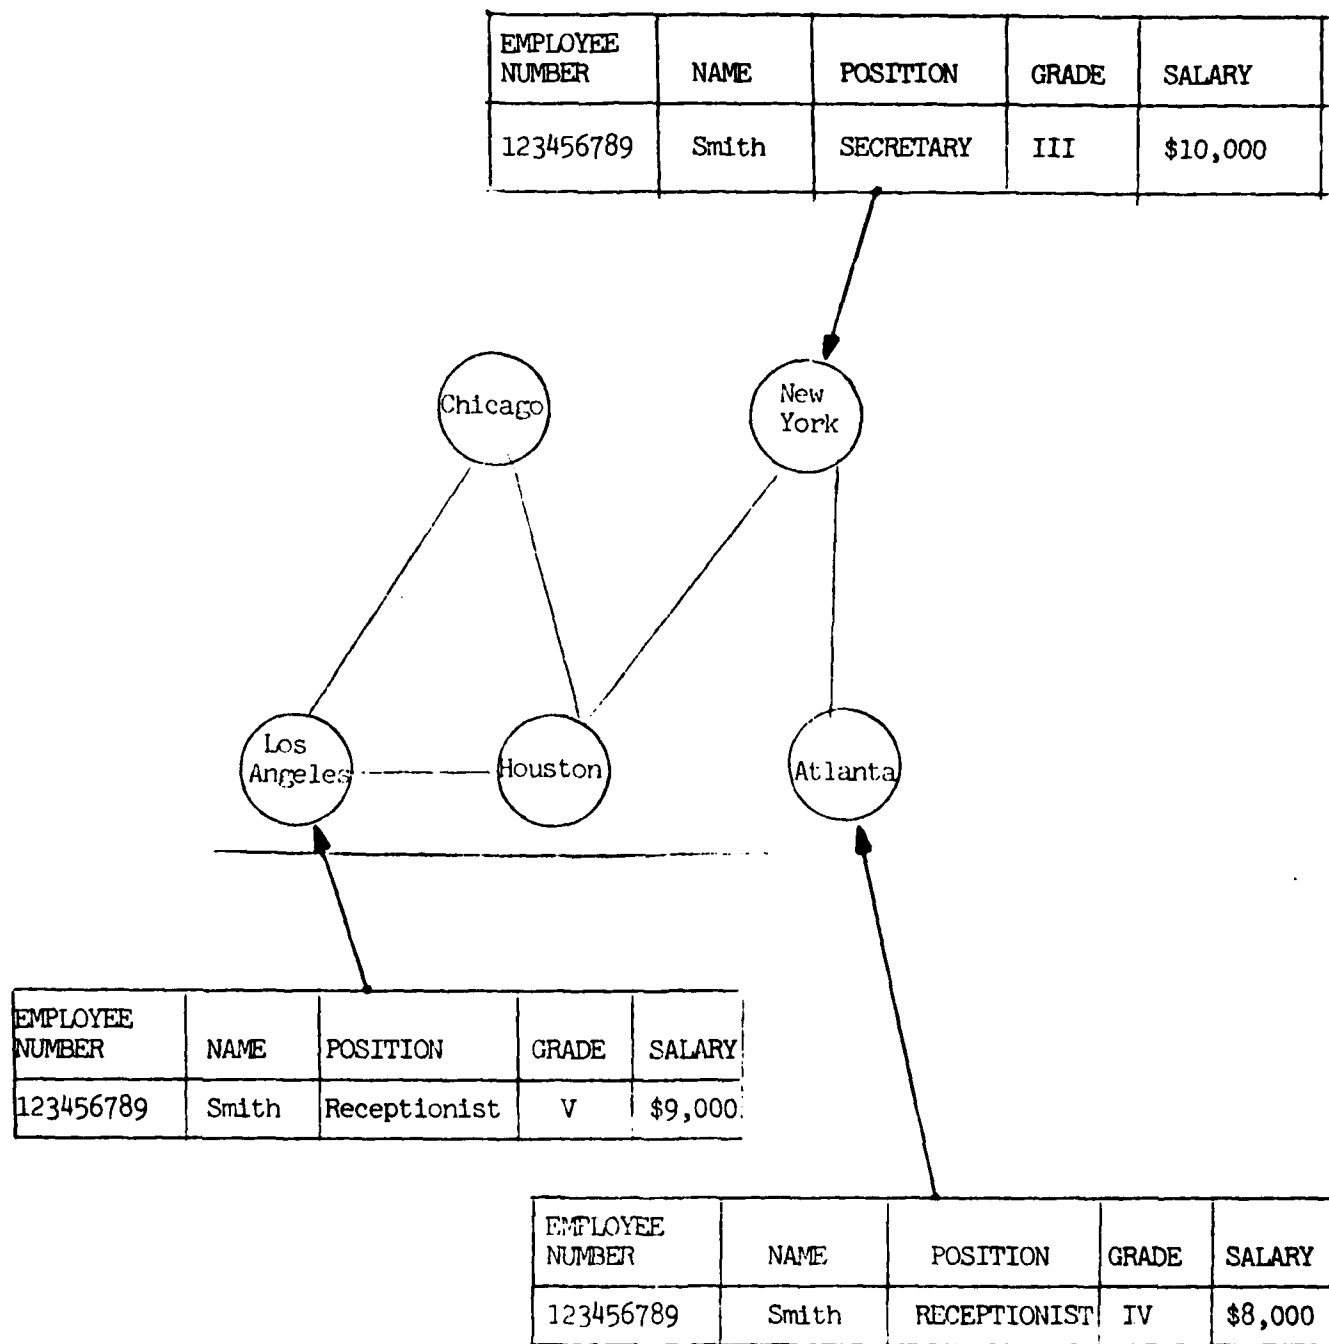 EMPLOYEE
NUMBER NAME POSITION GRADE SALARY
123456789 Smith SECRETARY III $10,000
Chicago
New
York
Los
Angeles
Houston
Atlanta
EMPLOYEE
NUMBER NAME POSITION GRADE SALARY
123456789 Smith Receptionist V $9,000
EMPLOYEE
NUMBER NAME POSITION GRADE SALARY
123456789 Smith RECEPTIONIST IV $8,000